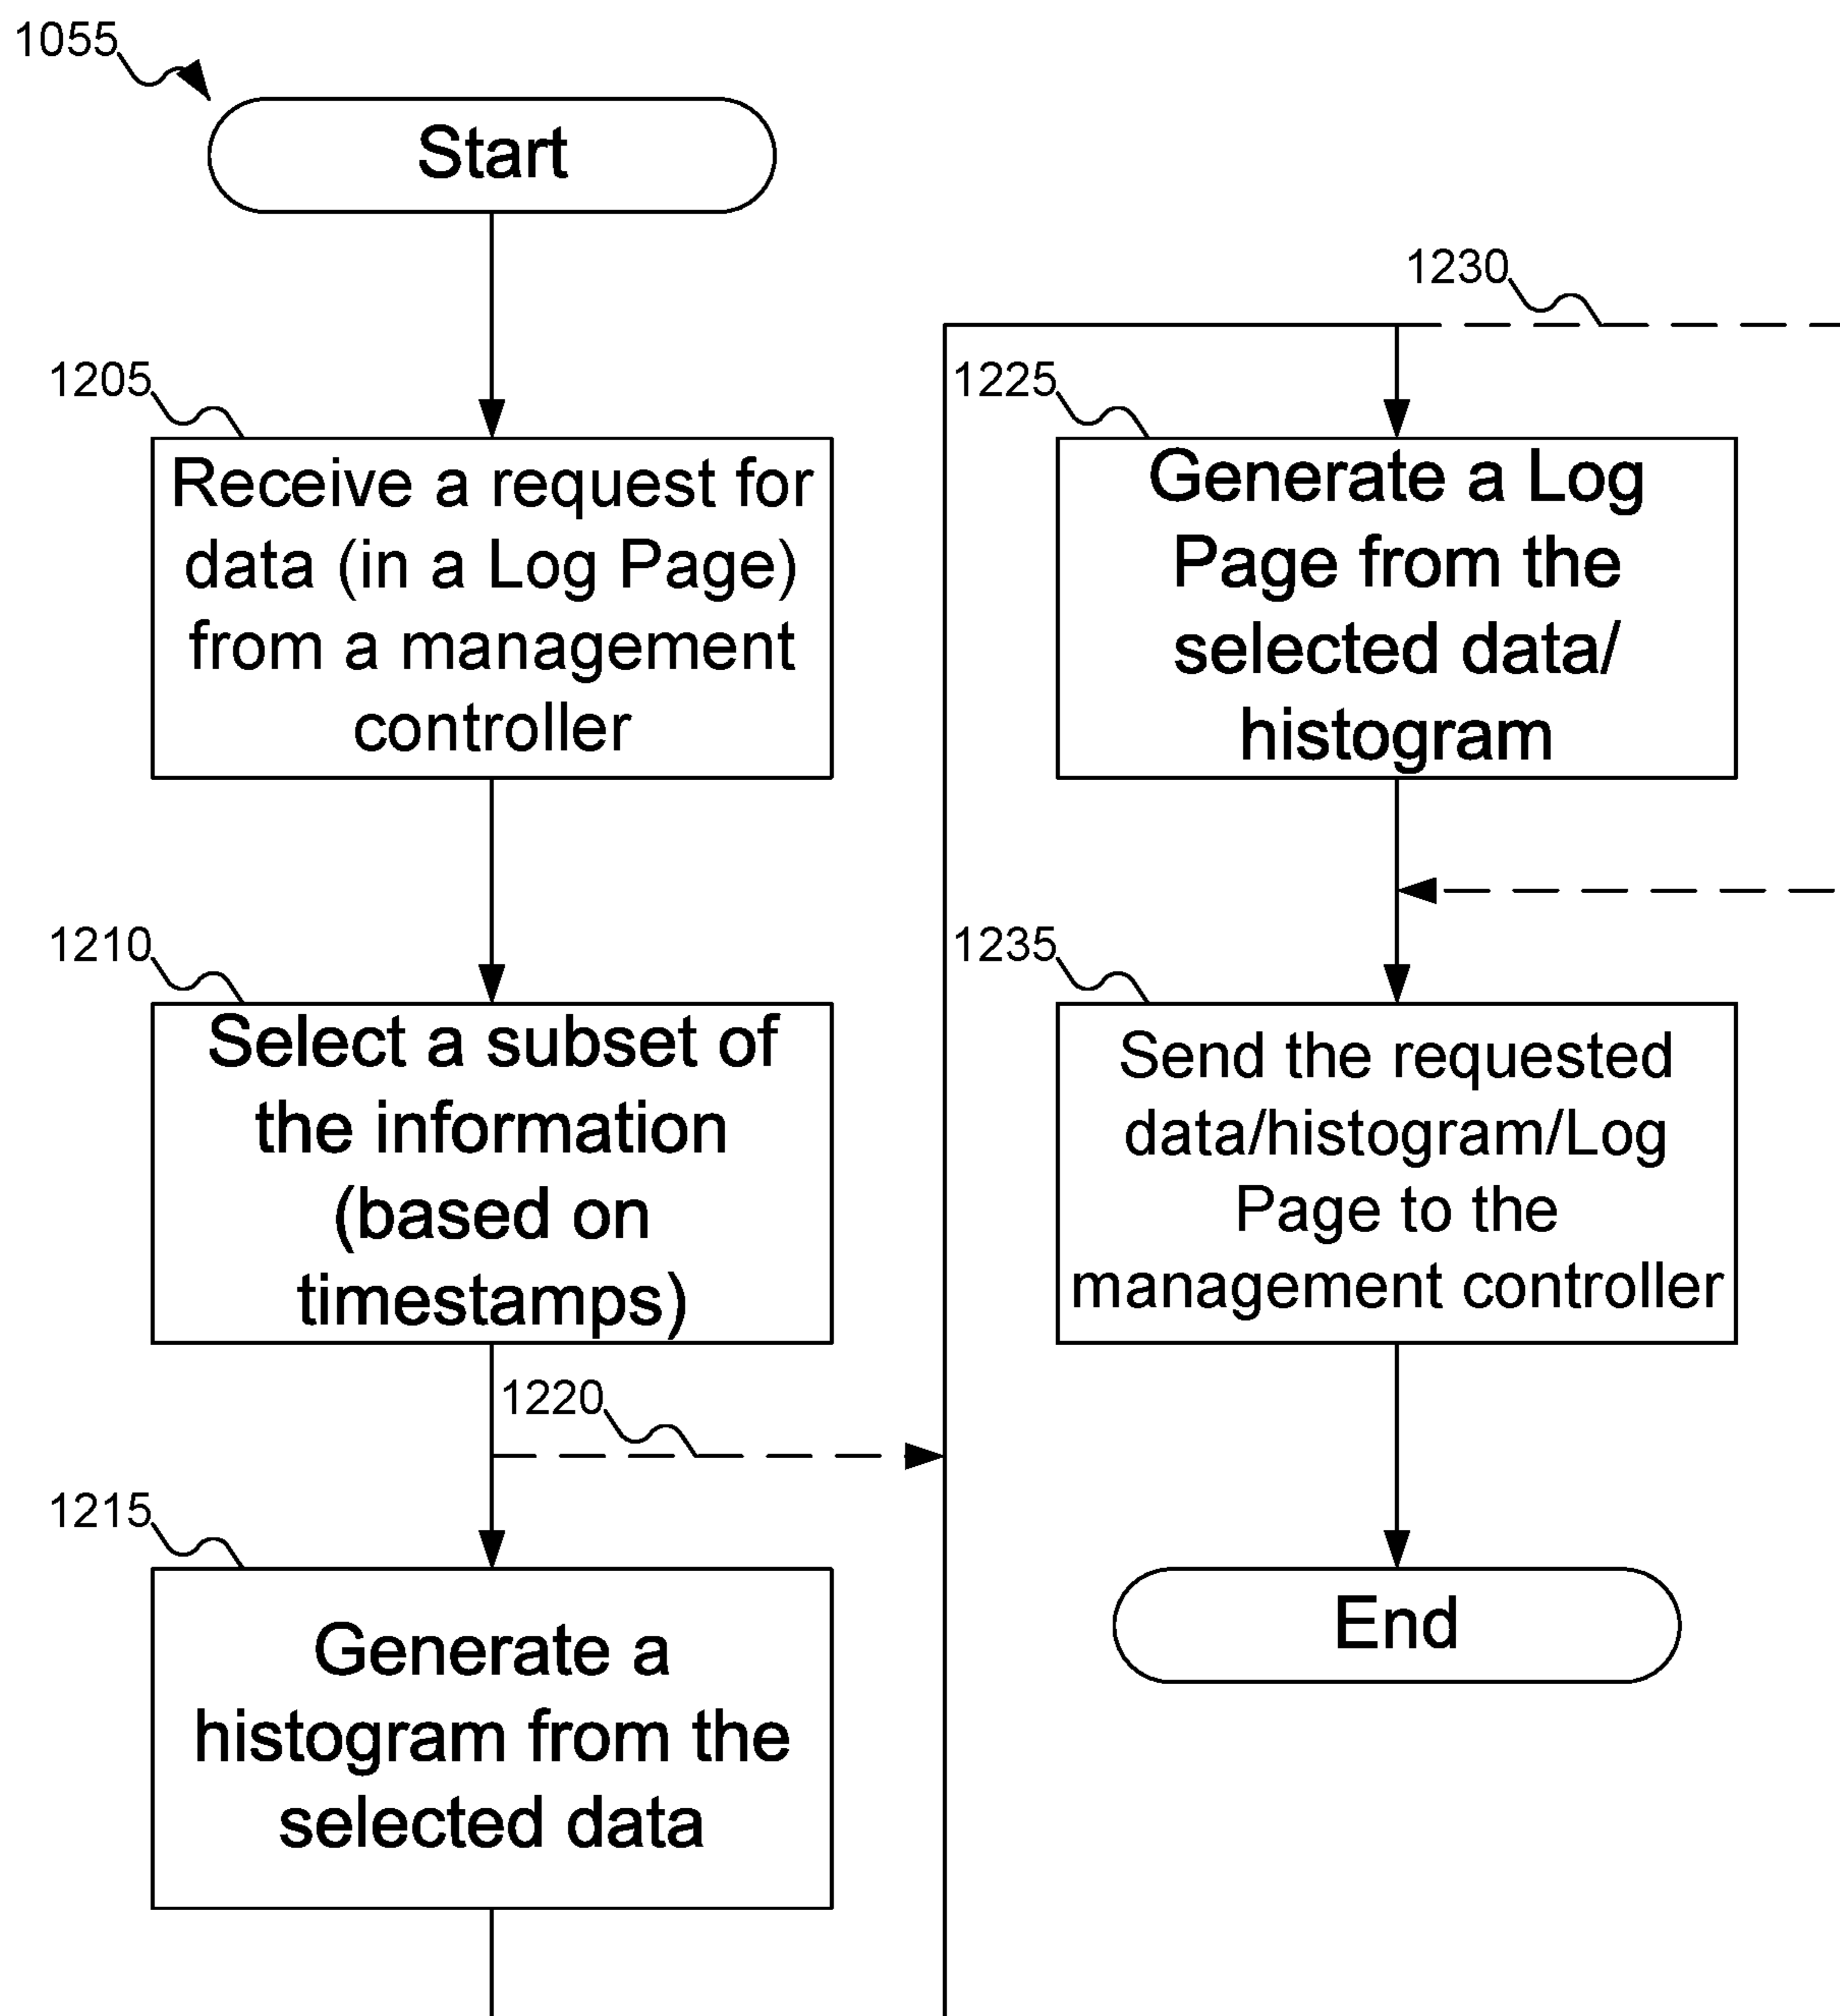 1055
Start
1205
Receive a request for
data (in a Log Page)
from a management
controller
1210
Select a subset of
the information
(based on
timestamps)
1220
1215
Generate a
histogram from the
selected data
1230
1225
Generate a Log
Page from the
selected data/
histogram
1235
Send the requested
data/histogram/Log
Page to the
management controller
End